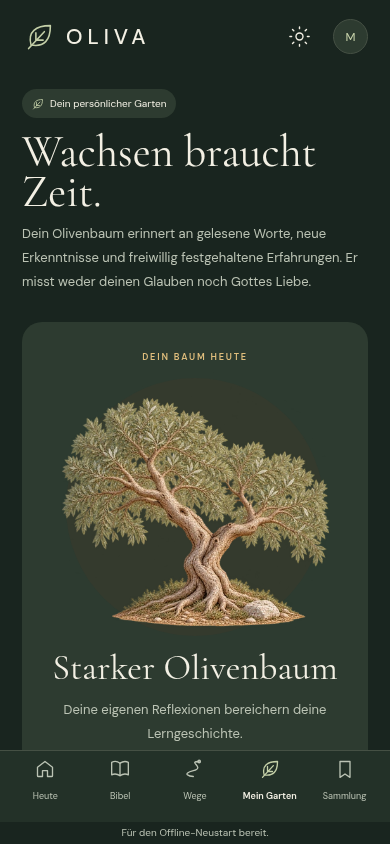 OLIVA
M
Dein persönlicher Garten
Wachsen braucht
Zeit.
Dein Olivenbaum erinnert an gelesene Worte, neue
Erkenntnisse und freiwillig festgehaltene Erfahrungen. Er
misst weder deinen Glauben noch Gottes Liebe.
DEIN BAUM HEUTE
Starker Olivenbaum
Deine eigenen Reflexionen bereichern deine
Lerngeschichte.
Heute
Bibel
Wege
Mein Garten
Sammlung
Für den Offline-Neustart bereit.